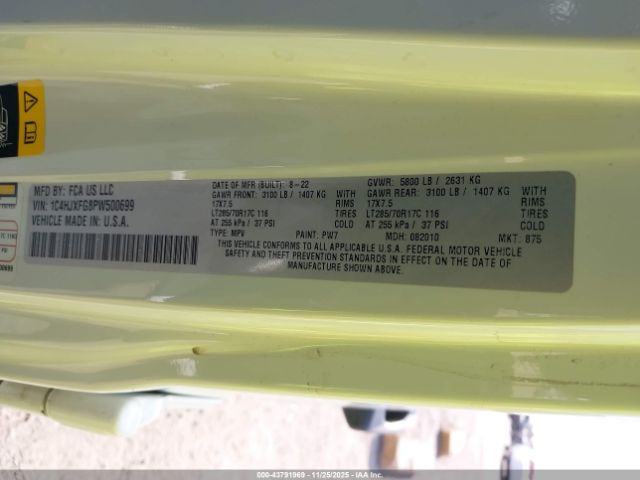 MFD BY: FCA US LLC
VIN: 1C4HJXFG8PW500699
VEHICLE MADE IN: U.S.A.
DATE OF MFR (BUILT): 8-22
GAWR FRONT: 3100 LB / 1407 KG WITH
17X7.5 RIMS
LT285/70R17C 116 TIRES
AT 255 kPa / 37 PSI COLD
GVWR: 5800 LB / 2631 KG
GAWR REAR: 3100 LB / 1407 KG WITH
17X7.5 RIMS
LT285/70R17C 116 TIRES
AT 255 kPa / 37 PSI COLD
TYPE: MPV PAINT: PW7 MDH: 082010 MKT: 875
THIS VEHICLE CONFORMS TO ALL APPLICABLE U.S.A. FEDERAL MOTOR VEHICLE
SAFETY AND THEFT PREVENTION STANDARDS IN EFFECT ON THE DATE OF
MANUFACTURE SHOWN ABOVE.
000-43791969 - 11/25/2025 - IAAI.COM